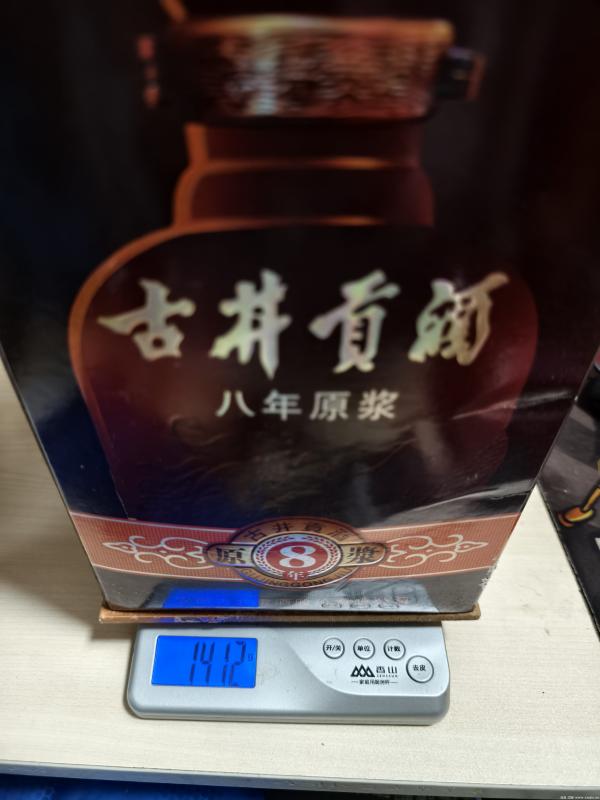 古井贡酒
八年原浆
古井贡酒
原 8 浆
年
1412g
开/关 单位 计数
香山
去皮